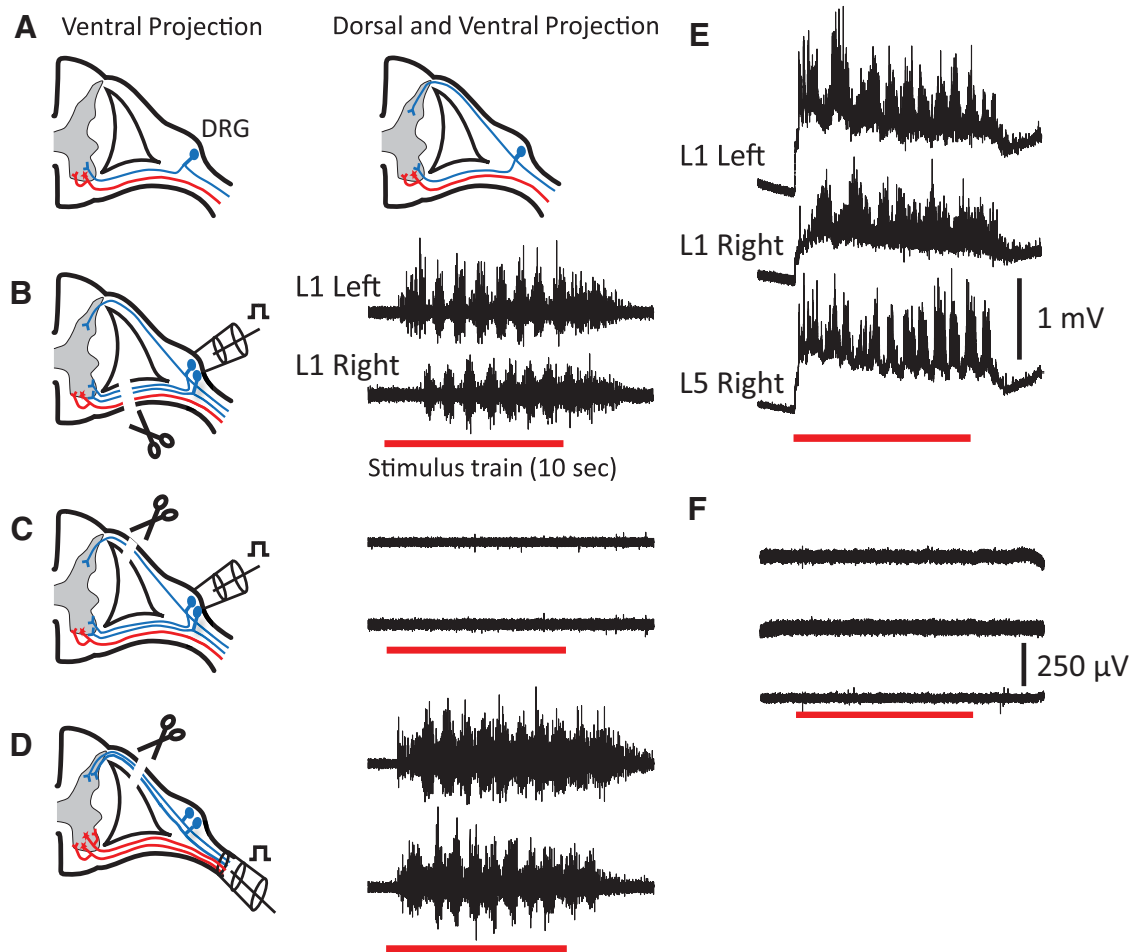 A
Ventral Projection
Dorsal and Ventral Projection
DRG
B
L1 Left
L1 Right
Stimulus train (10 sec)
C
D
E
L1 Left
L1 Right
1 mV
L5 Right
F
250 µV